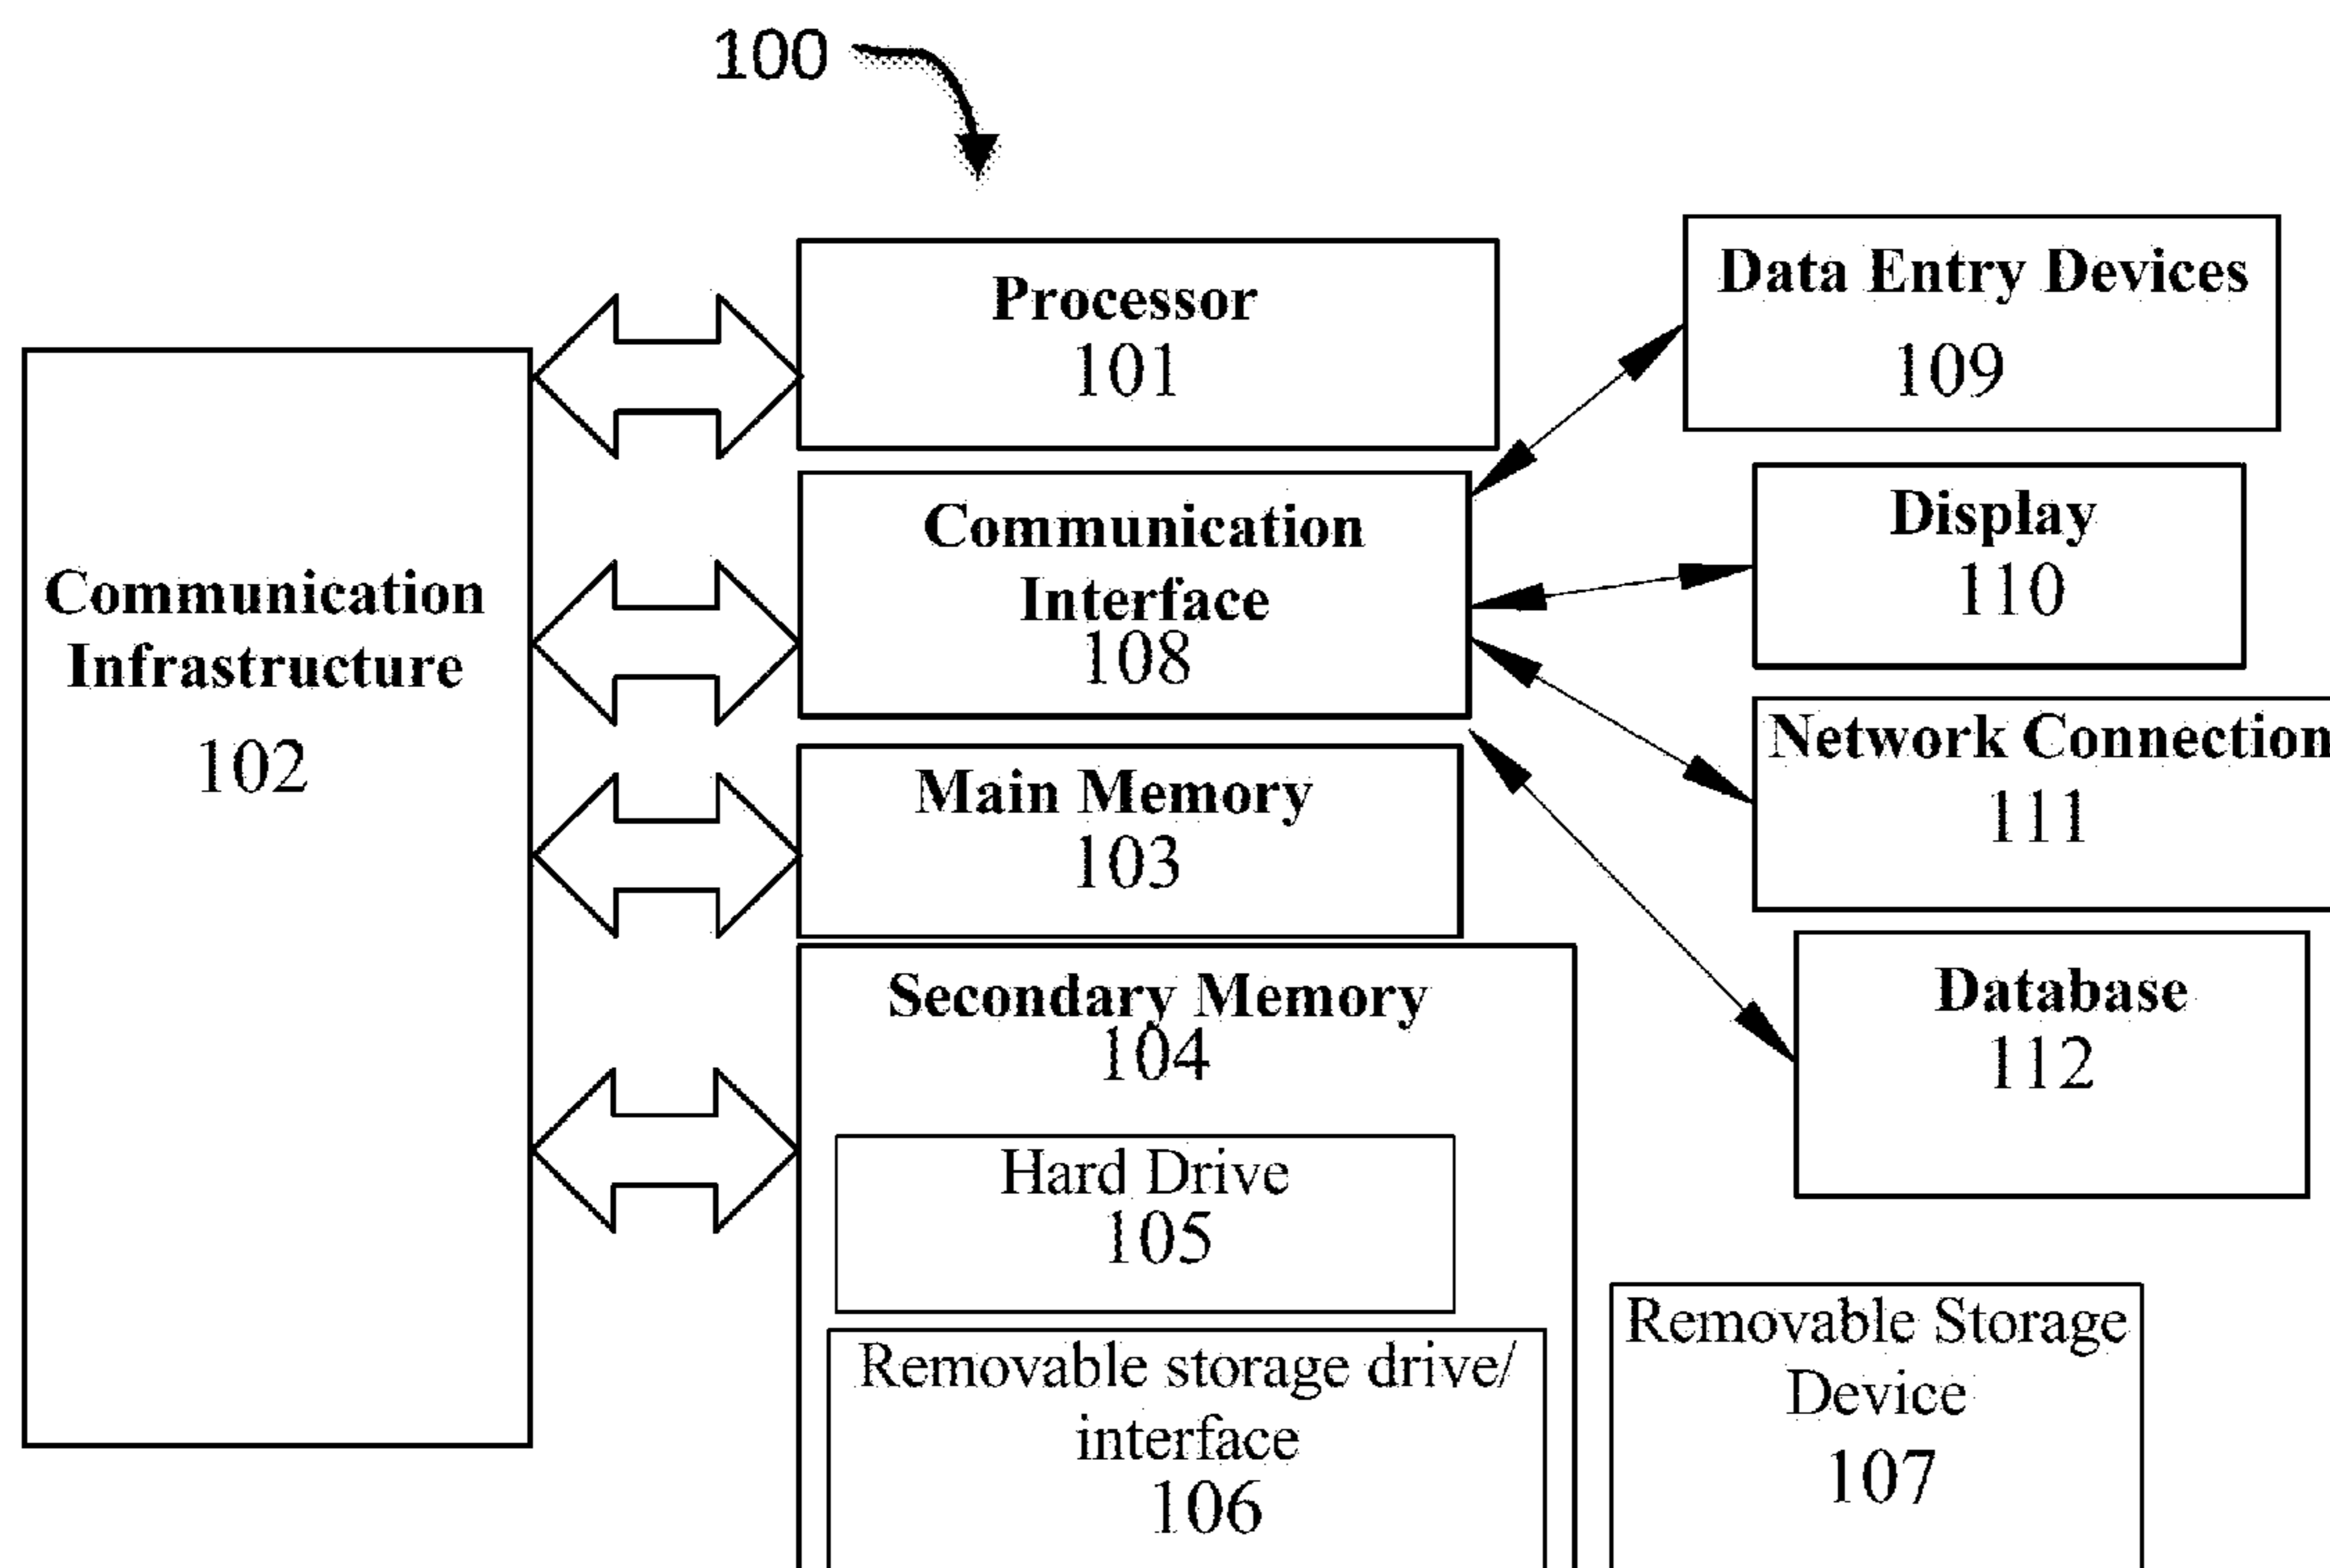 100
Processor
101
Data Entry Devices
109
Communication
Infrastructure
102
Communication
Interface
108
Display
110
Network Connection
111
Main Memory
103
Database
112
Secondary Memory
104
Hard Drive
105
Removable storage drive/
interface
106
Removable Storage
Device
107